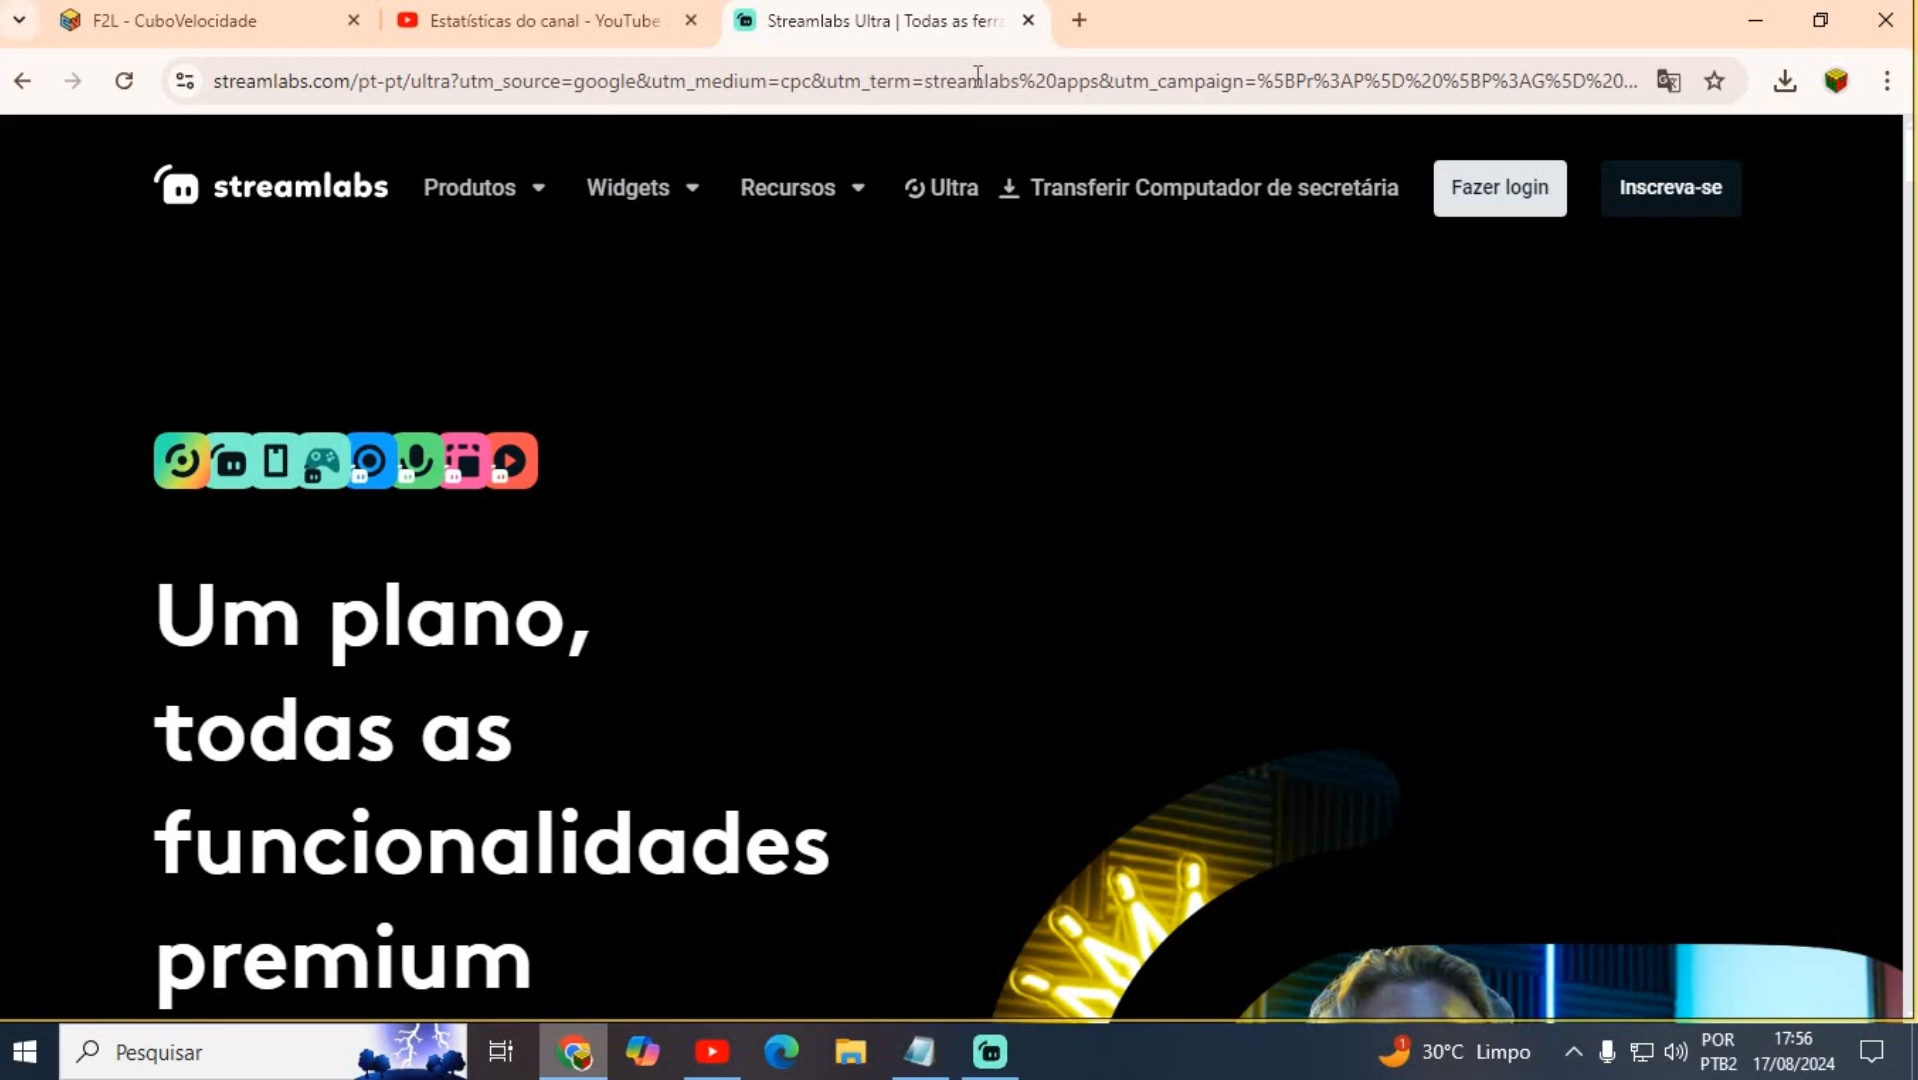 F2L - CuboVelocidade
Estatísticas do canal - YouTube
Streamlabs Ultra | Todas as ferra
streamlabs.com/pt-pt/ultra?utm_source=google&utm_medium=cpc&utm_term=streamlabs%20apps&utm_campaign=%5BPr%3AP%5D%20%5BP%3AG%5D%20...
streamlabs Produtos Widgets Recursos Ultra Transferir Computador de secretária Fazer login Inscreva-se
Um plano,
todas as
funcionalidades
premium
Pesquisar
1
30°C Limpo
POR
PTB2
17:56
17/08/2024